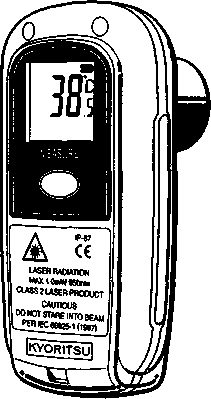 38.5
°C
MEASURE
IP-67
CE
LASER RADIATION
MAX. 1.0mW 650nm
CLASS 2 LASER PRODUCT
CAUTIOUS
DO NOT STARE INTO BEAM
PER IEC 60825-1 (1997)
KYORITSU